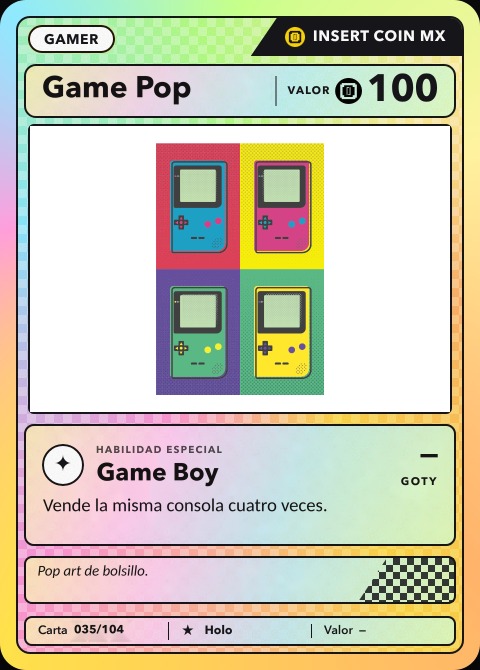 GAMER
INSERT COIN MX
Game Pop
VALOR 100
HABILIDAD ESPECIAL
Game Boy
–
GOTY
Vende la misma consola cuatro veces.
Pop art de bolsillo.
Carta 035/104 ★ Holo Valor –